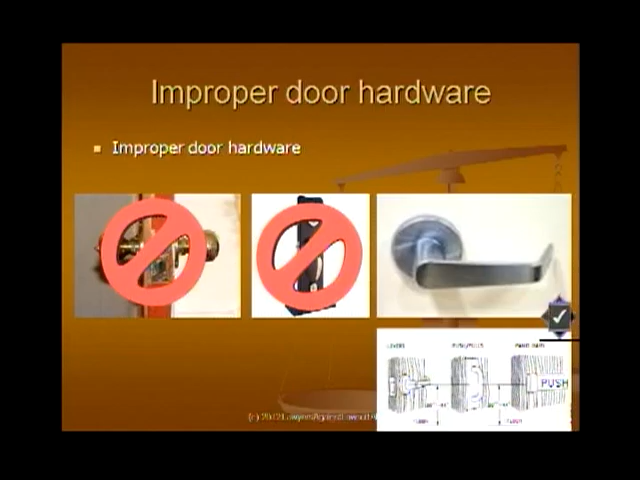 Improper door hardware
Improper door hardware
LEVERS PUSH/PULLS PANIC BARS
PUSH